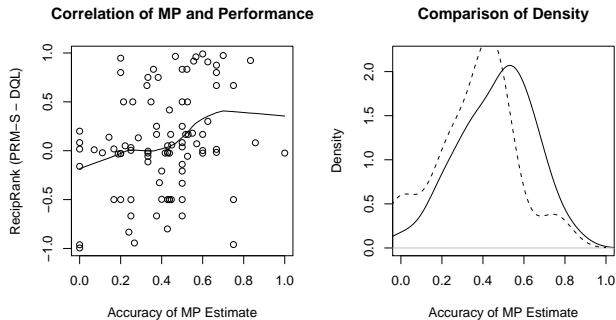 Correlation of MP and Performance
RecipRank (PRM−S − DQL)
1.0
0.5
0.0
−0.5
−1.0
0.0 0.2 0.4 0.6 0.8 1.0
Accuracy of MP Estimate
Comparison of Density
Density
2.0
1.5
1.0
0.5
0.0
0.0 0.2 0.4 0.6 0.8 1.0
Accuracy of MP Estimate